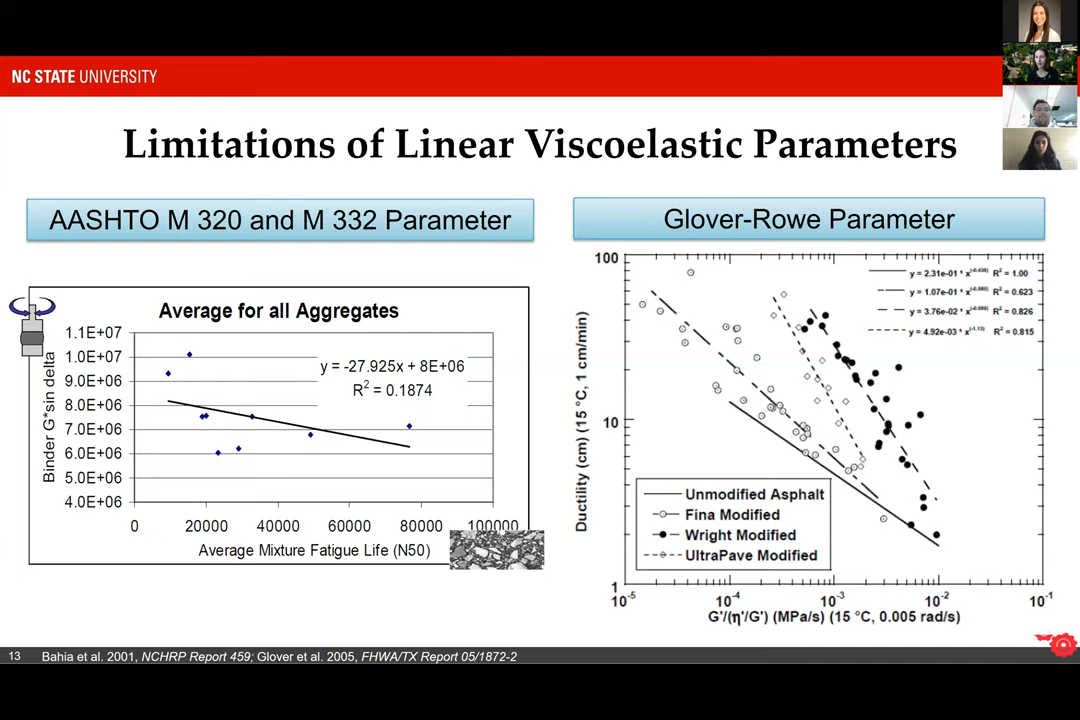 NC STATE UNIVERSITY
Limitations of Linear Viscoelastic Parameters
AASHTO M 320 and M 332 Parameter
Average for all Aggregates
1.1E+07
1.0E+07
9.0E+06
8.0E+06
7.0E+06
6.0E+06
5.0E+06
4.0E+06
Binder G*sin delta
y = -27.925x + 8E+06
R² = 0.1874
0 20000 40000 60000 80000 100000
Average Mixture Fatigue Life (N50)
Glover-Rowe Parameter
100
10
1
Ductility (cm) (15 °C, 1 cm/min)
y = 2.31e-01 * x R² = 1.00
y = 1.07e-01 * x R² = 0.623
y = 3.76e-02 * x R² = 0.826
y = 4.92e-03 * x^(-1.13) R² = 0.815
Unmodified Asphalt
Fina Modified
Wright Modified
UltraPave Modified
10⁻⁵ 10⁻⁴ 10⁻³ 10⁻² 10⁻¹
G'/(η'/G') (MPa/s) (15 °C, 0.005 rad/s)
13 Bahia et al. 2001, NCHRP Report 459; Glover et al. 2005, FHWA/TX Report 05/1872-2